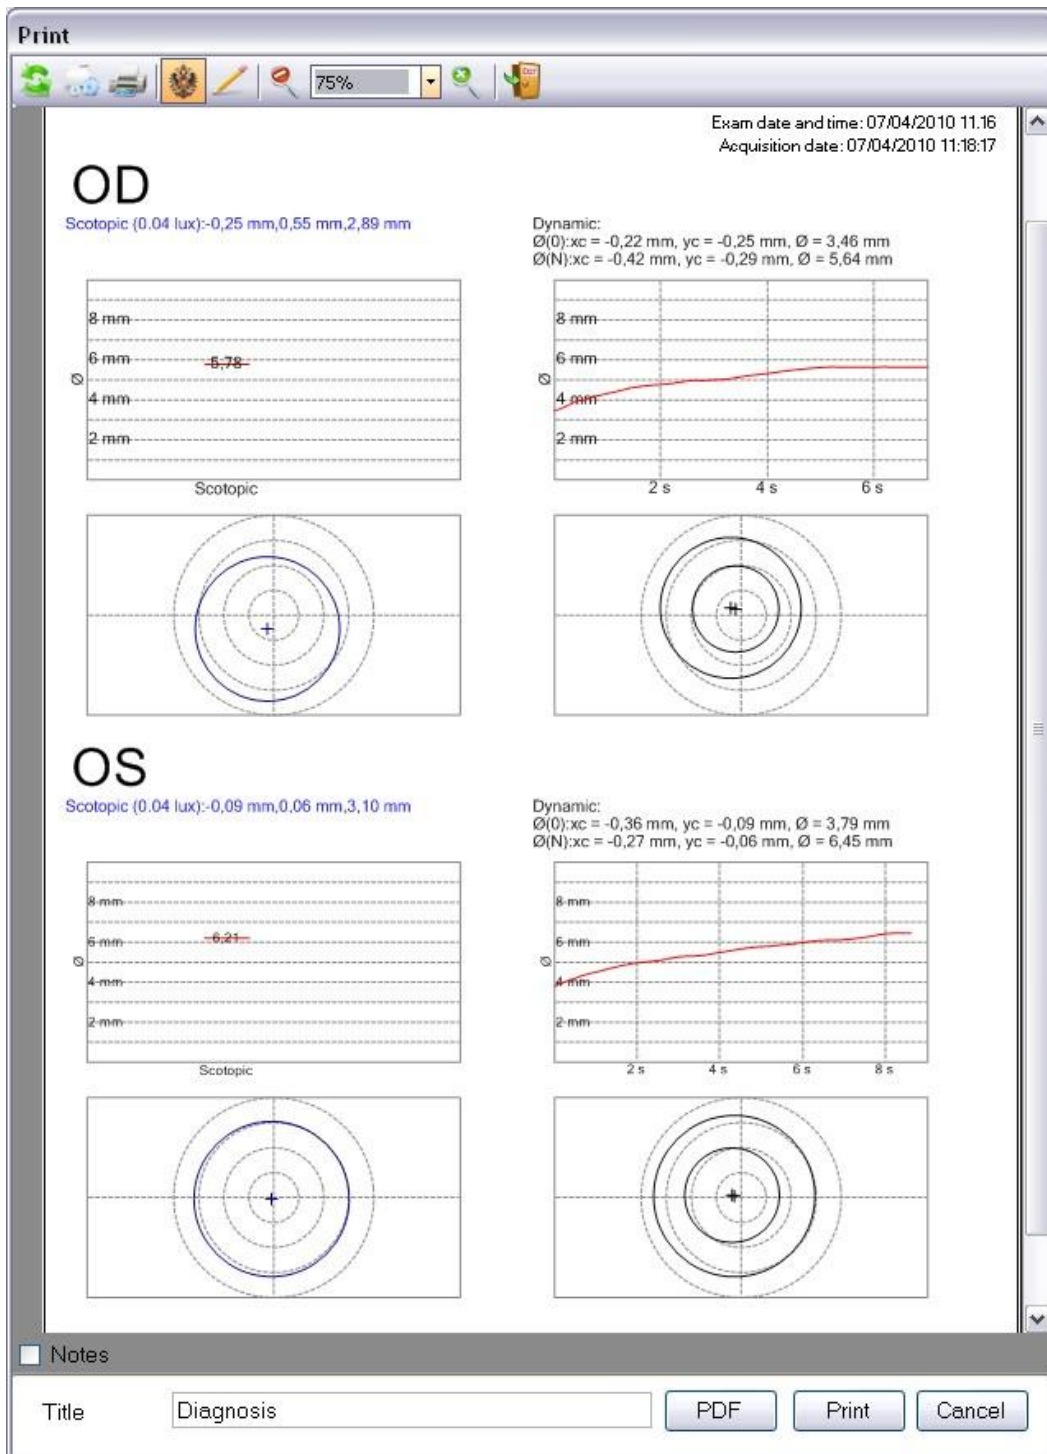 Print
75%
Exam date and time: 07/04/2010 11.16
Acquisition date: 07/04/2010 11:18:17
OD
Scotopic (0.04 lux):-0,25 mm,0,55 mm,2,89 mm
Dynamic:
Ø(0):xc = -0,22 mm, yc = -0,25 mm, Ø = 3,46 mm
Ø(N):xc = -0,42 mm, yc = -0,29 mm, Ø = 5,64 mm
8 mm
6 mm
5,78
Ø
4 mm
2 mm
Scotopic
8 mm
6 mm
Ø
4 mm
2 mm
2 s
4 s
6 s
OS
Scotopic (0.04 lux):-0,09 mm,0,06 mm,3,10 mm
Dynamic:
Ø(0):xc = -0,36 mm, yc = -0,09 mm, Ø = 3,79 mm
Ø(N):xc = -0,27 mm, yc = -0,06 mm, Ø = 6,45 mm
8 mm
6 mm
6,21
Ø
4 mm
2 mm
Scotopic
8 mm
6 mm
Ø
4 mm
2 mm
2 s
4 s
6 s
8 s
Notes
Title
Diagnosis
PDF
Print
Cancel